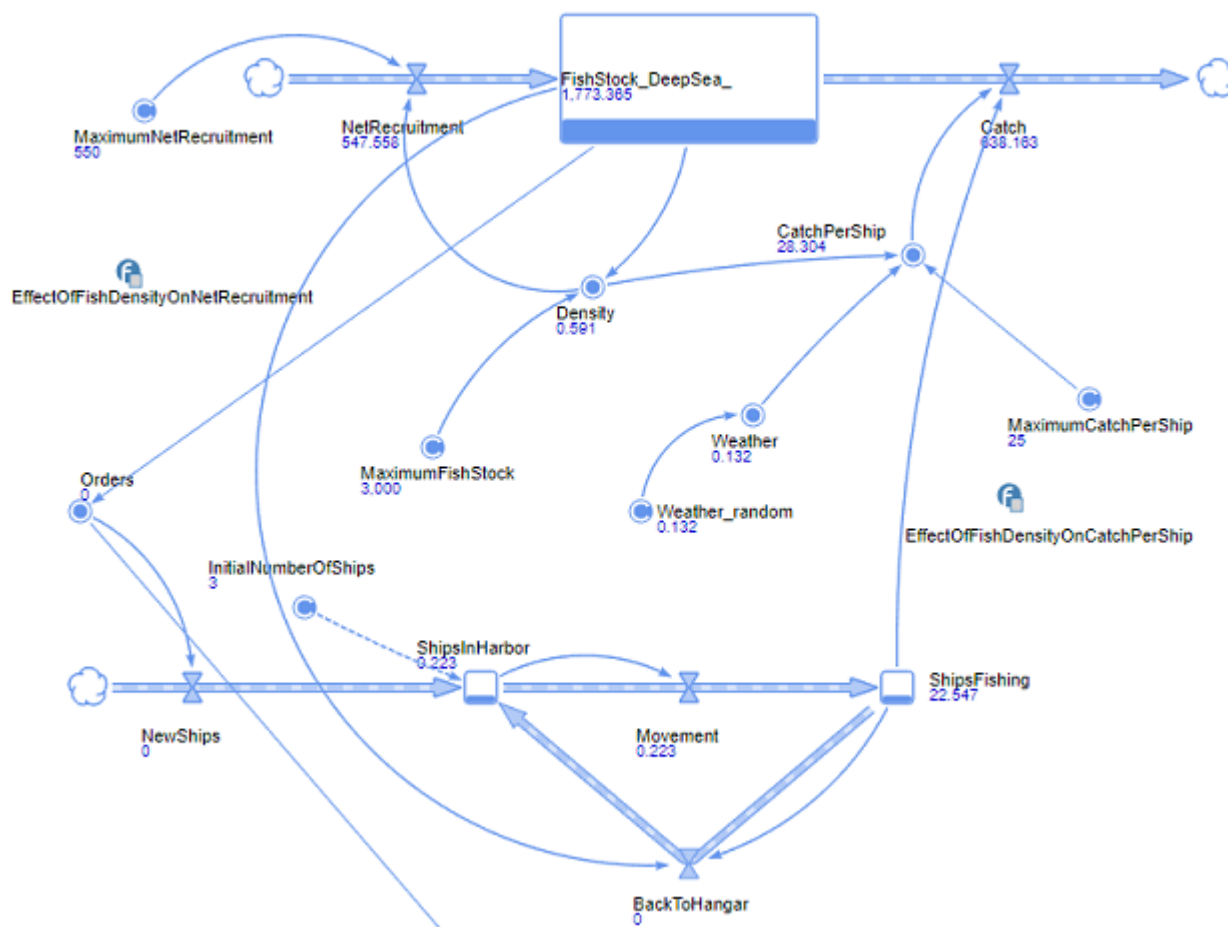 FishStock_DeepSea_
1,773.365
MaximumNetRecruitment
550
NetRecruitment
547.558
Catch
638.163
CatchPerShip
28.304
EffectOfFishDensityOnNetRecruitment
Density
0.591
MaximumFishStock
3.000
Weather
0.132
MaximumCatchPerShip
25
Orders
0
Weather_random
0.132
EffectOfFishDensityOnCatchPerShip
InitialNumberOfShips
3
ShipsInHarbor
0.223
ShipsFishing
22.547
NewShips
0
Movement
0.223
BackToHangar
0